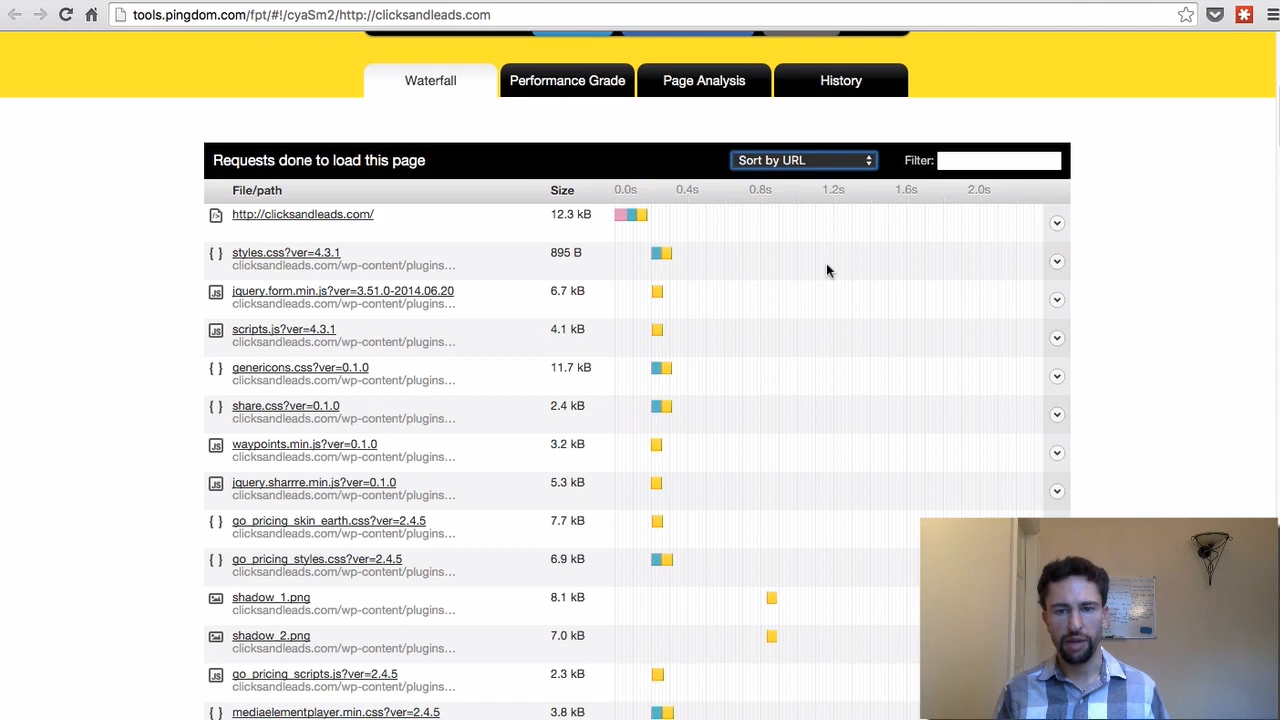 tools.pingdom.com/fpt/#!/cyaSm2/http://clicksandleads.com
Waterfall
Performance Grade
Page Analysis
History
Requests done to load this page
Sort by URL
Filter:
File/path
Size
0.0s
0.4s
0.8s
1.2s
1.6s
2.0s
http://clicksandleads.com/
12.3 kB
styles.css?ver=4.3.1
895 B
clicksandleads.com/wp-content/plugins…
jquery.form.min.js?ver=3.51.0-2014.06.20
6.7 kB
clicksandleads.com/wp-content/plugins…
JS
scripts.js?ver=4.3.1
4.1 kB
clicksandleads.com/wp-content/plugins…
JS
genericons.css?ver=0.1.0
11.7 kB
clicksandleads.com/wp-content/plugins…
share.css?ver=0.1.0
2.4 kB
clicksandleads.com/wp-content/plugins…
waypoints.min.js?ver=0.1.0
3.2 kB
clicksandleads.com/wp-content/plugins…
JS
jquery.sharrre.min.js?ver=0.1.0
5.3 kB
clicksandleads.com/wp-content/plugins…
JS
go_pricing_skin_earth.css?ver=2.4.5
7.7 kB
clicksandleads.com/wp-content/plugins…
go_pricing_styles.css?ver=2.4.5
6.9 kB
clicksandleads.com/wp-content/plugins…
shadow_1.png
8.1 kB
clicksandleads.com/wp-content/plugins…
shadow_2.png
7.0 kB
clicksandleads.com/wp-content/plugins…
go_pricing_scripts.js?ver=2.4.5
2.3 kB
clicksandleads.com/wp-content/plugins…
JS
mediaelementplayer.min.css?ver=2.4.5
3.8 kB